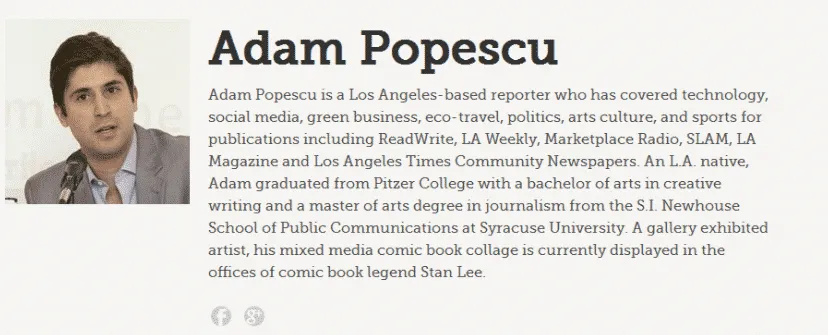 Adam Popescu
Adam Popescu is a Los Angeles-based reporter who has covered technology,
social media, green business, eco-travel, politics, arts culture, and sports for
publications including ReadWrite, LA Weekly, Marketplace Radio, SLAM, LA
Magazine and Los Angeles Times Community Newspapers. An L.A. native,
Adam graduated from Pitzer College with a bachelor of arts in creative
writing and a master of arts degree in journalism from the S.I. Newhouse
School of Public Communications at Syracuse University. A gallery exhibited
artist, his mixed media comic book collage is currently displayed in the
offices of comic book legend Stan Lee.
f g+